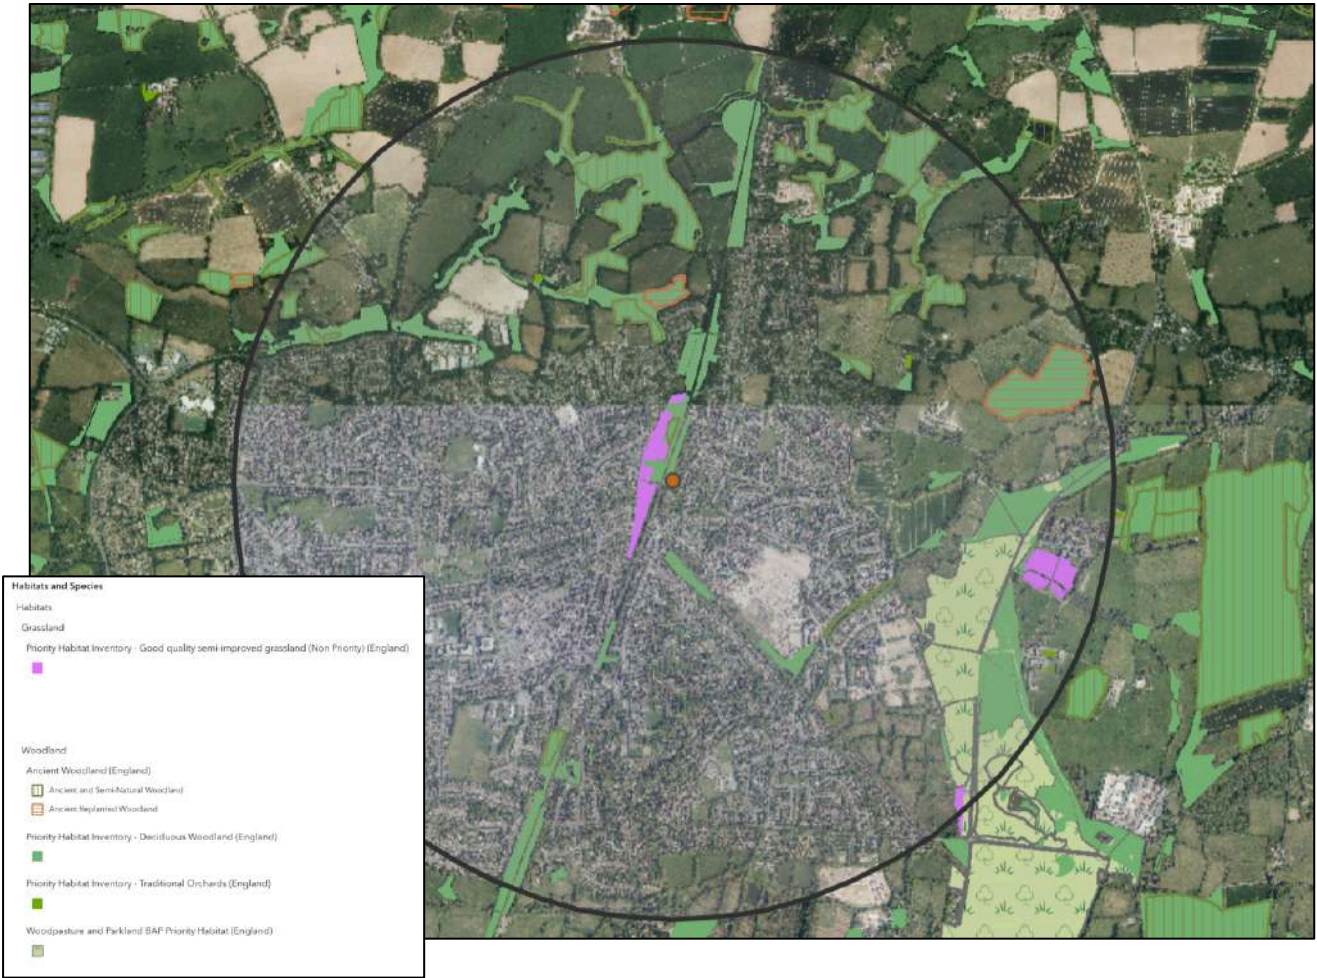 Habitats and Species
Habitats
Grassland
Priority Habitat Inventory - Good quality semi-improved grassland (Non Priority) (England)
Woodland
Ancient Woodland (England)
Ancient and Semi-Natural Woodland
Ancient Replanted Woodland
Priority Habitat Inventory - Deciduous Woodland (England)
Priority Habitat Inventory - Traditional Orchards (England)
Woodpasture and Parkland BAP Priority Habitat (England)